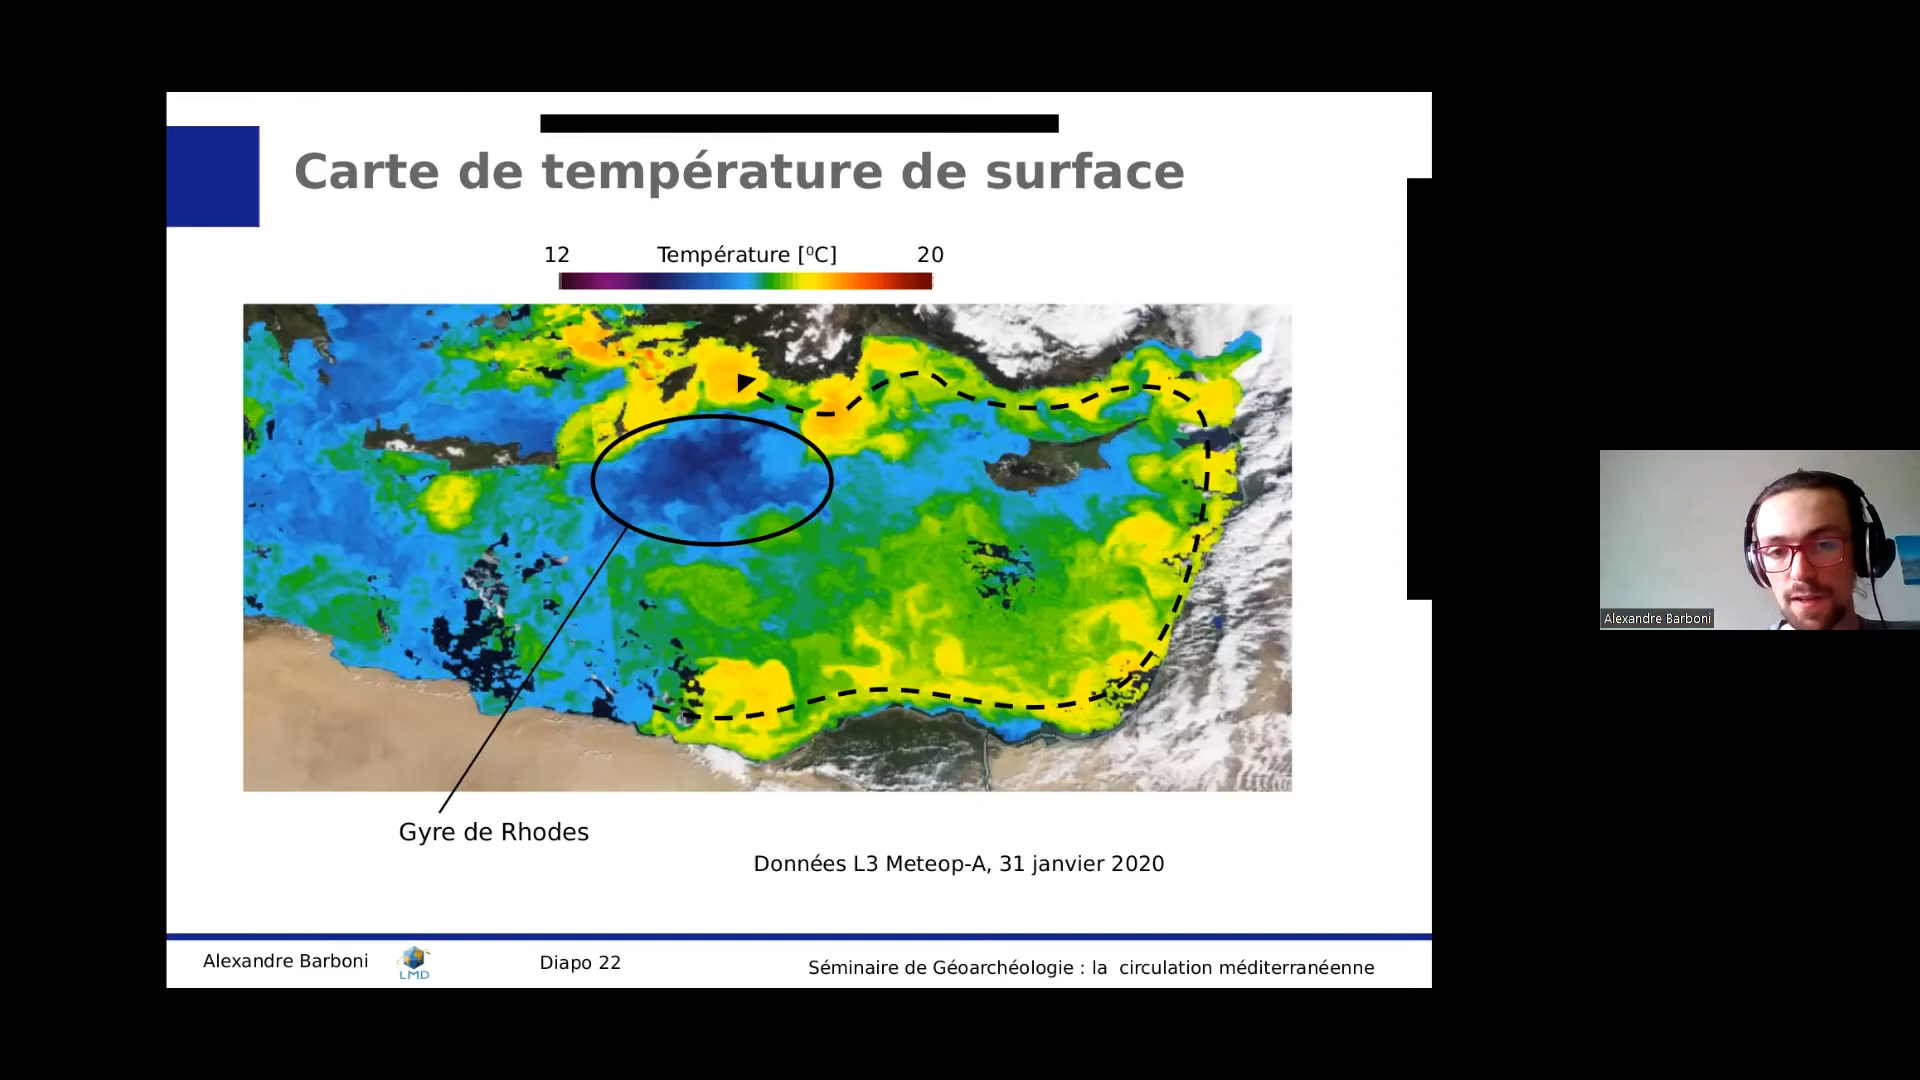 Carte de température de surface
12 Température [⁰C] 20
Gyre de Rhodes
Données L3 Meteop-A, 31 janvier 2020
Alexandre Barboni
LMD
Diapo 22
Séminaire de Géoarchéologie : la circulation méditerranéenne
Alexandre Barboni